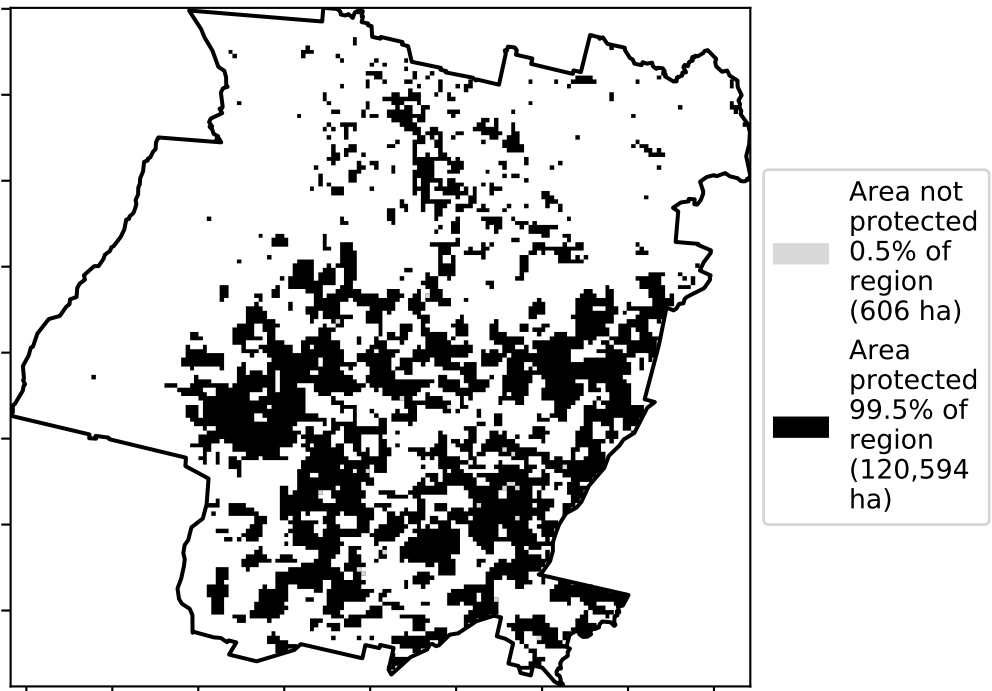 Area not
protected
0.5% of
region
(606 ha)
Area
protected
99.5% of
region
(120,594
ha)